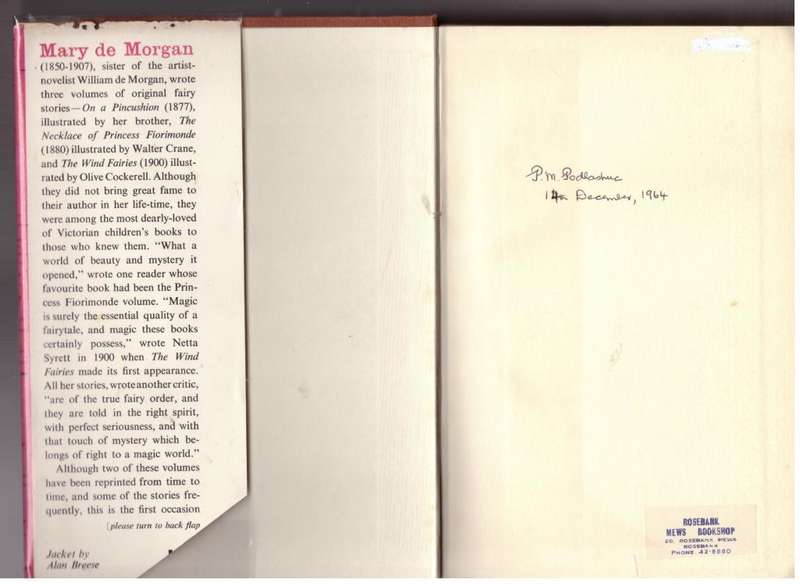 Mary de Morgan
(1850-1907), sister of the artist-
novelist William de Morgan, wrote
three volumes of original fairy
stories—On a Pincushion (1877),
illustrated by her brother, The
Necklace of Princess Fiorimonde
(1880) illustrated by Walter Crane,
and The Wind Fairies (1900) illust-
rated by Olive Cockerell. Although
they did not bring great fame to
their author in her life-time, they
were among the most dearly-loved
of Victorian children's books to
those who knew them. "What a
world of beauty and mystery it
opened," wrote one reader whose
favourite book had been the Prin-
cess Fiorimonde volume. "Magic
is surely the essential quality of a
fairytale, and magic these books
certainly possess," wrote Netta
Syrett in 1900 when The Wind
Fairies made its first appearance.
All her stories, wrote another critic,
"are of the true fairy order, and
they are told in the right spirit,
with perfect seriousness, and with
that touch of mystery which be-
longs of right to a magic world."
Although two of these volumes
have been reprinted from time to
time, and some of the stories fre-
quently, this is the first occasion
[please turn to back flap
Jacket by
Alan Breese
P.M. Podlashuc
December, 1964
ROSEBANK
MEWS BOOKSHOP
20, ROSEBANK MEWS
ROSEBANK
PHONE 42-6660